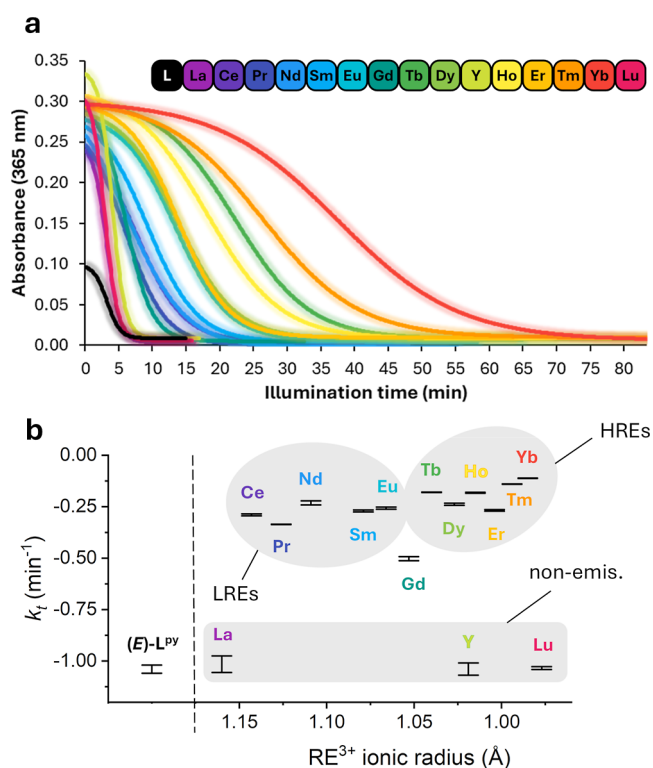 a
L La Ce Pr Nd Sm Eu Gd Tb Dy Y Ho Er Tm Yb Lu
Absorbance (365 nm)
0.35
0.30
0.25
0.20
0.15
0.10
0.05
0.00
0 5 10 15 20 25 30 35 40 45 50 55 60 65 70 75 80
Illumination time (min)
b
HREs
kₜ (min⁻¹)
0.00
-0.25
-0.50
-0.75
-1.00
Ce
Pr
Nd
Sm
Eu
Tb
Dy
Ho
Er
Tm
Yb
Gd
LREs
non-emis.
(E)-Lᵖʸ
La
Y
Lu
1.15 1.10 1.05 1.00
RE³⁺ ionic radius (Å)